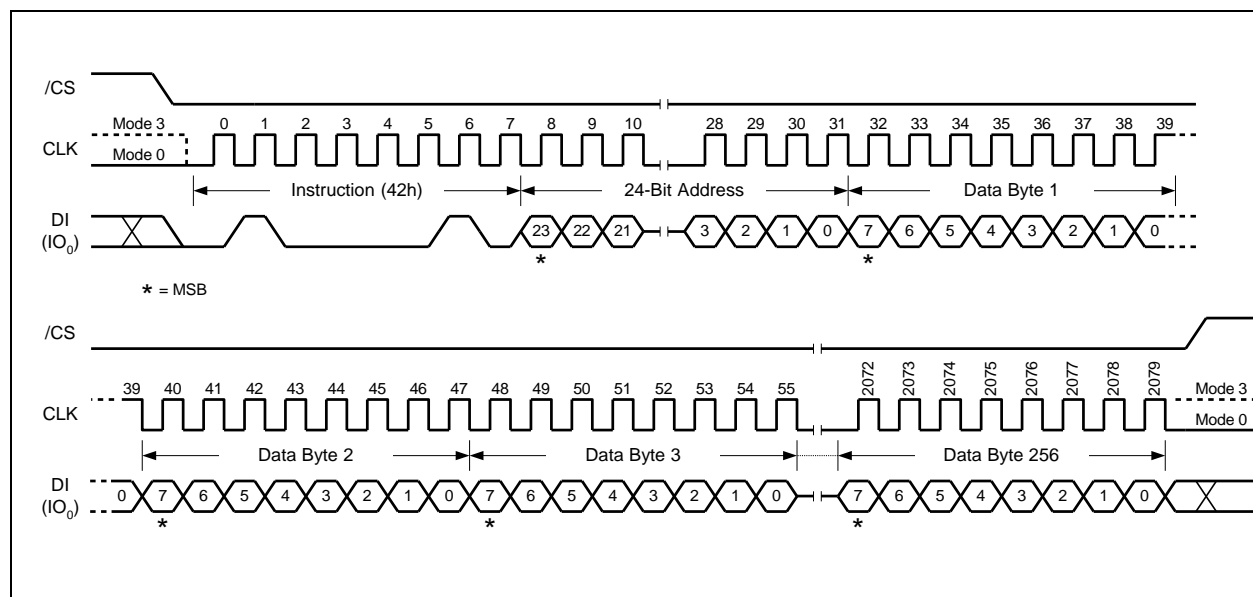 /CS
Mode 3 0 1 2 3 4 5 6 7 8 9 10 28 29 30 31 32 33 34 35 36 37 38 39
CLK
Mode 0
Instruction (42h) 24-Bit Address Data Byte 1
DI
(IO0) 23 22 21 3 2 1 0 7 6 5 4 3 2 1 0
* *
* = MSB
/CS
39 40 41 42 43 44 45 46 47 48 49 50 51 52 53 54 55 2072 2073 2074 2075 2076 2077 2078 2079 Mode 3
CLK
Mode 0
Data Byte 2 Data Byte 3 Data Byte 256
DI
(IO0) 0 7 6 5 4 3 2 1 0 7 6 5 4 3 2 1 0 7 6 5 4 3 2 1 0
* * *